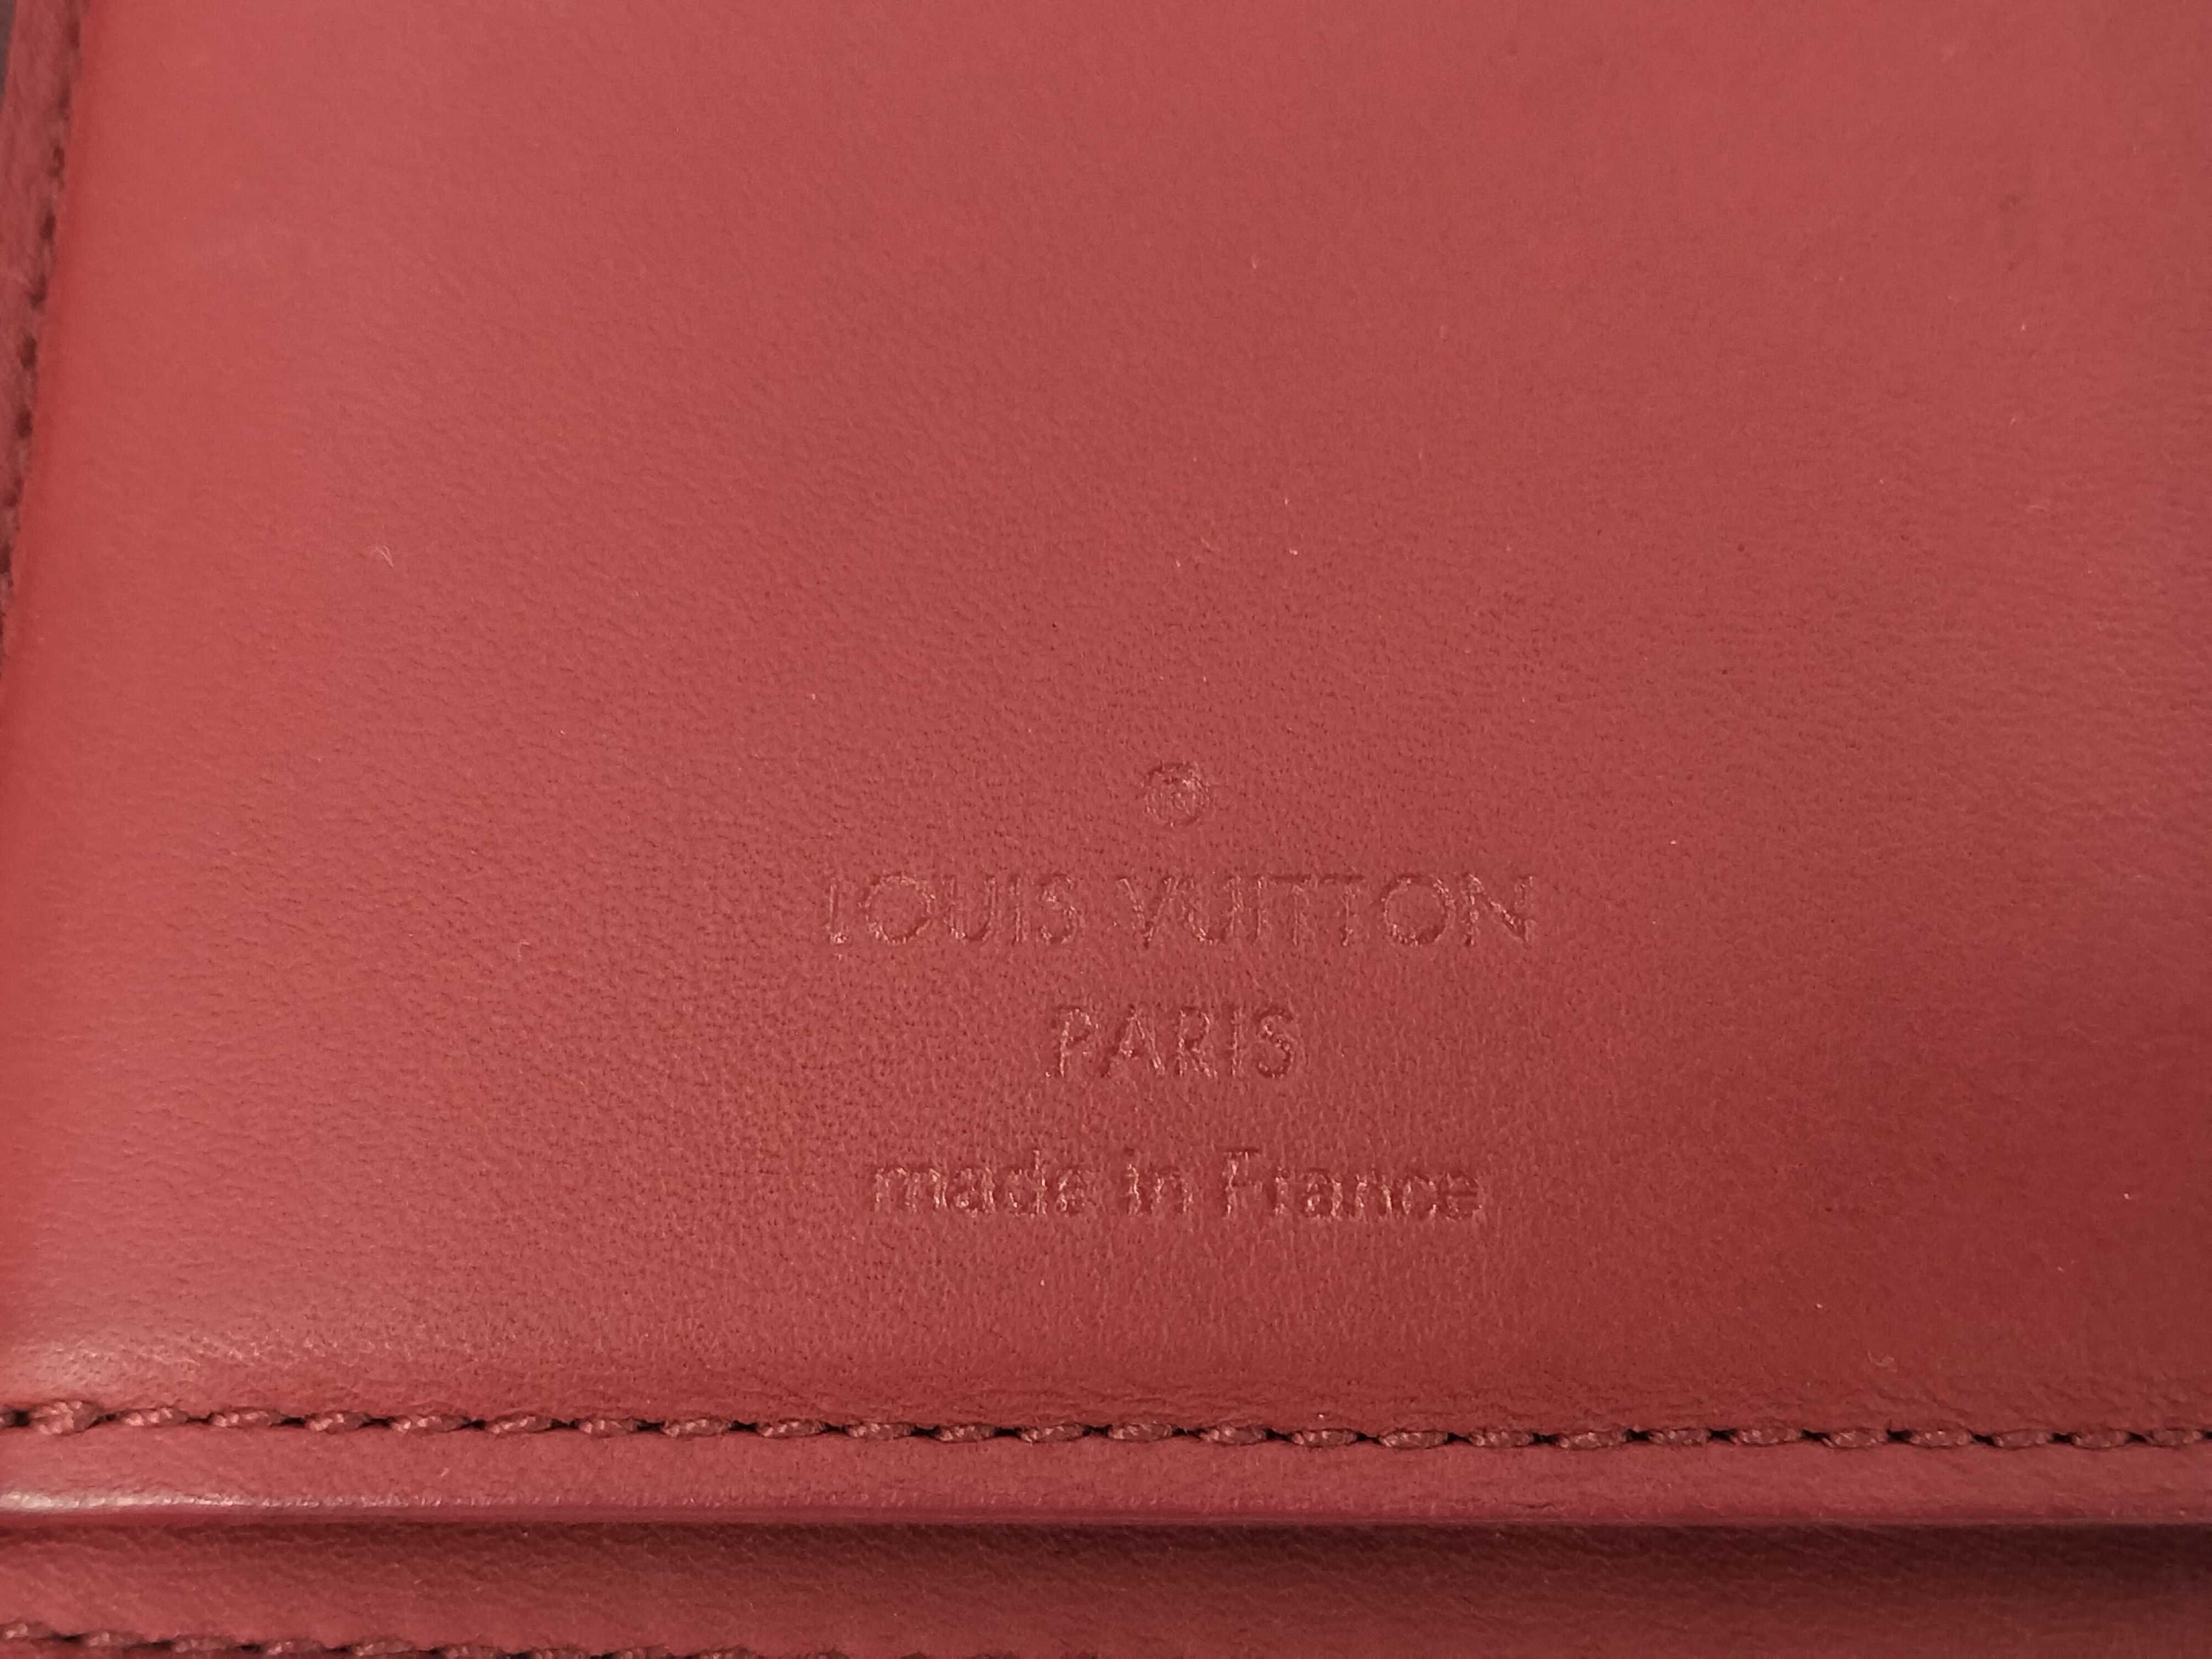 ®
LOUIS VUITTON
PARIS
made in France